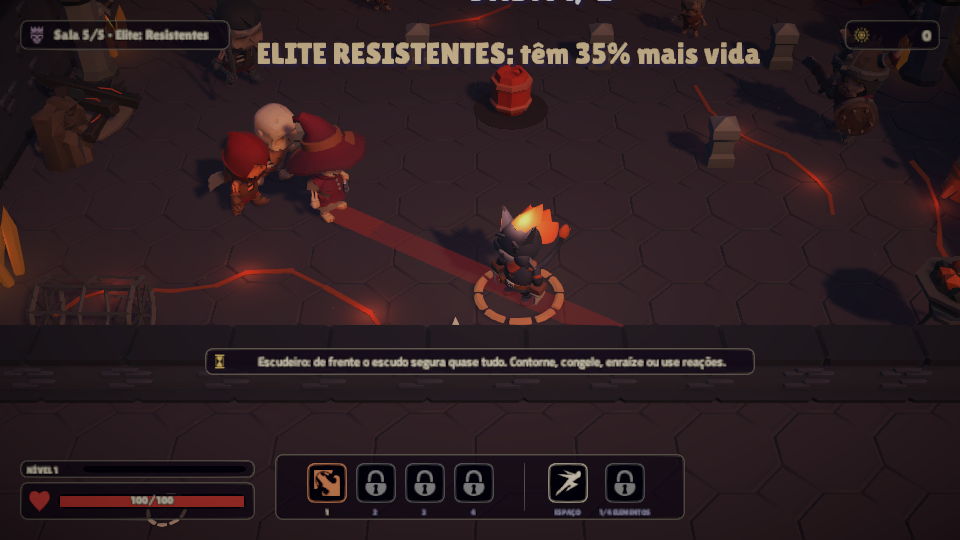 Sala 5/5 · Elite: Resistentes
0
ELITE RESISTENTES: têm 35% mais vida
Escudeiro: de frente o escudo segura quase tudo. Contorne, congele, enraíze ou use reações.
NÍVEL 1
100/100
1
2
3
4
ESPAÇO
1/4 ELEMENTOS